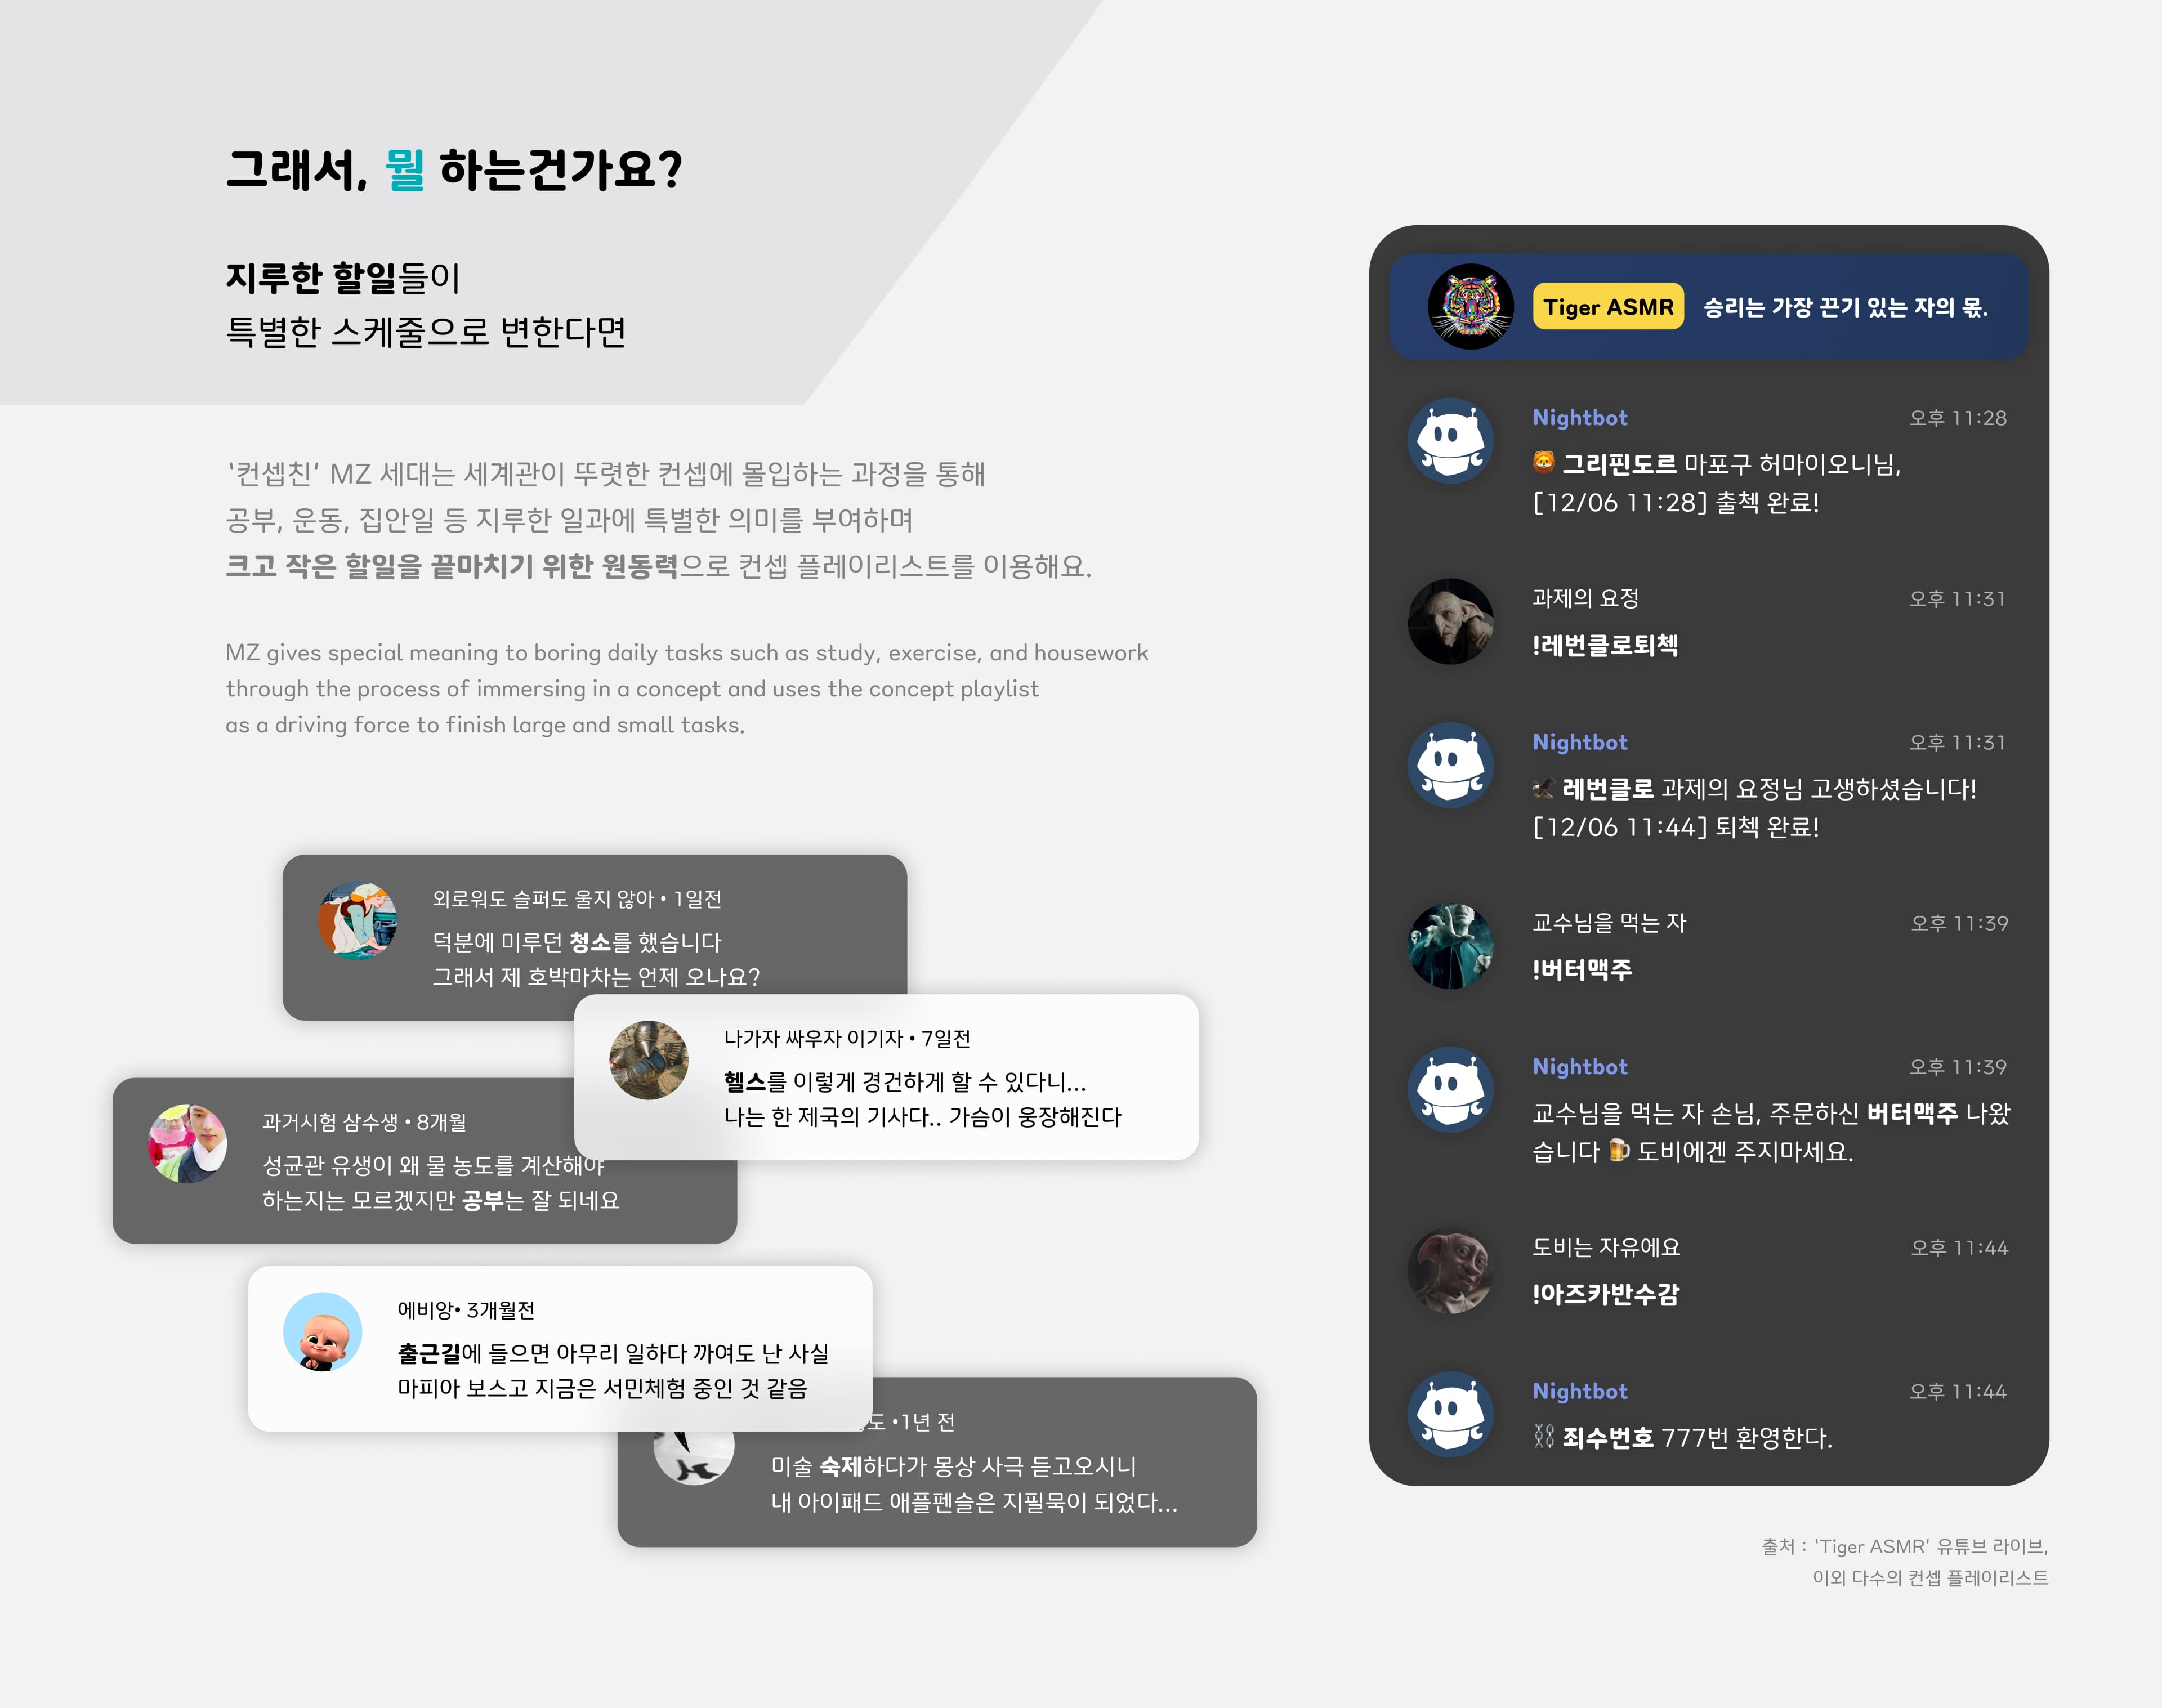 그래서, 뭘 하는건가요?
지루한 할일들이
특별한 스케줄으로 변한다면
‘컨셉친’ MZ 세대는 세계관이 뚜렷한 컨셉에 몰입하는 과정을 통해
공부, 운동, 집안일 등 지루한 일과에 특별한 의미를 부여하며
크고 작은 할일을 끝마치기 위한 원동력으로 컨셉 플레이리스트를 이용해요.
MZ gives special meaning to boring daily tasks such as study, exercise, and housework
through the process of immersing in a concept and uses the concept playlist
as a driving force to finish large and small tasks.
외로워도 슬퍼도 울지 않아 • 1일전
덕분에 미루던 청소를 했습니다
그래서 제 호박마차는 언제 오나요?
나가자 싸우자 이기자 • 7일전
헬스를 이렇게 경건하게 할 수 있다니...
나는 한 제국의 기사다.. 가슴이 웅장해진다
과거시험 삼수생 • 8개월
성균관 유생이 왜 물 농도를 계산해야
하는지는 모르겠지만 공부는 잘 되네요
에비앙• 3개월전
출근길에 들으면 아무리 일하다 까여도 난 사실
마피아 보스고 지금은 서민체험 중인 것 같음
도 •1년 전
미술 숙제하다가 몽상 사극 듣고오시니
내 아이패드 애플펜슬은 지필묵이 되었다...
Tiger ASMR 승리는 가장 끈기 있는 자의 몫.
Nightbot 오후 11:28
그리핀도르 마포구 허마이오니님,
[12/06 11:28] 출첵 완료!
과제의 요정 오후 11:31
!레번클로퇴첵
Nightbot 오후 11:31
레번클로 과제의 요정님 고생하셨습니다!
[12/06 11:44] 퇴첵 완료!
교수님을 먹는 자 오후 11:39
!버터맥주
Nightbot 오후 11:39
교수님을 먹는 자 손님, 주문하신 버터맥주 나왔
습니다 🍺 도비에겐 주지마세요.
도비는 자유에요 오후 11:44
!아즈카반수감
Nightbot 오후 11:44
⛓ 죄수번호 777번 환영한다.
출처 : ‘Tiger ASMR’ 유튜브 라이브,
이외 다수의 컨셉 플레이리스트